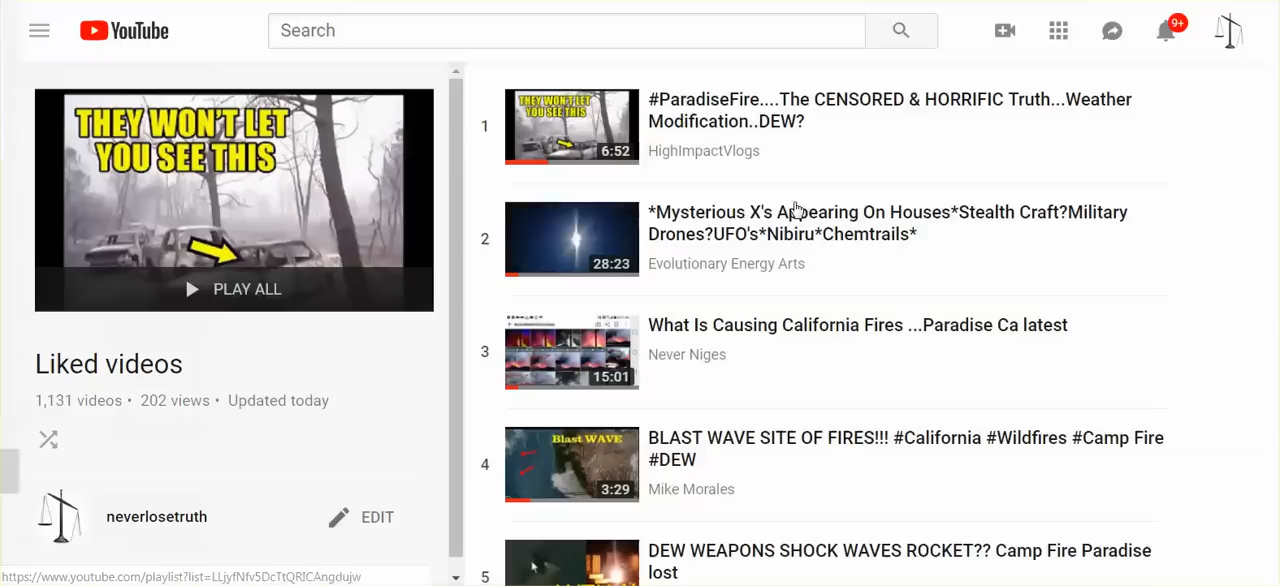 YouTube
Search
9+
THEY WON'T LET
YOU SEE THIS
PLAY ALL
Liked videos
1,131 videos • 202 views • Updated today
neverlosetruth
EDIT
https://www.youtube.com/playlist?list=LLjyfNfv5DcTtQRICAngdujw
1
THEY WON'T LET
YOU SEE THIS
6:52
#ParadiseFire....The CENSORED & HORRIFIC Truth...Weather
Modification..DEW?
HighImpactVlogs
2
28:23
*Mysterious X's Appearing On Houses*Stealth Craft?Military
Drones?UFO's*Nibiru*Chemtrails*
Evolutionary Energy Arts
3
15:01
What Is Causing California Fires ...Paradise Ca latest
Never Niges
4
Blast WAVE
3:29
BLAST WAVE SITE OF FIRES!!! #California #Wildfires #Camp Fire
#DEW
Mike Morales
5
DEW WEAPONS SHOCK WAVES ROCKET?? Camp Fire Paradise
lost